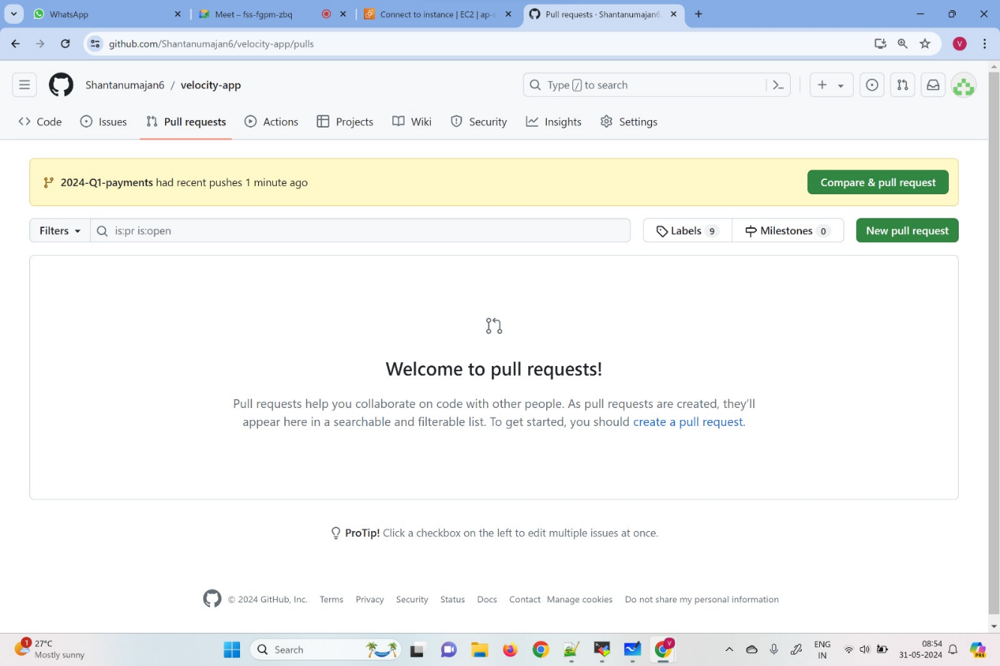 WhatsApp
Meet – fss-fgpm-zbq
Connect to instance | EC2 | ap-s
Pull requests · Shantanumajan6
github.com/Shantanumajan6/velocity-app/pulls
V
Shantanumajan6 / velocity-app
Type / to search
Code
Issues
Pull requests
Actions
Projects
Wiki
Security
Insights
Settings
2024-Q1-payments had recent pushes 1 minute ago
Compare & pull request
Filters
is:pr is:open
Labels 9
Milestones 0
New pull request
Welcome to pull requests!
Pull requests help you collaborate on code with other people. As pull requests are created, they'll
appear here in a searchable and filterable list. To get started, you should create a pull request.
ProTip! Click a checkbox on the left to edit multiple issues at once.
© 2024 GitHub, Inc.
Terms
Privacy
Security
Status
Docs
Contact
Manage cookies
Do not share my personal information
1
27°C
Mostly sunny
Search
V
ENG
IN
08:54
31-05-2024
PRE